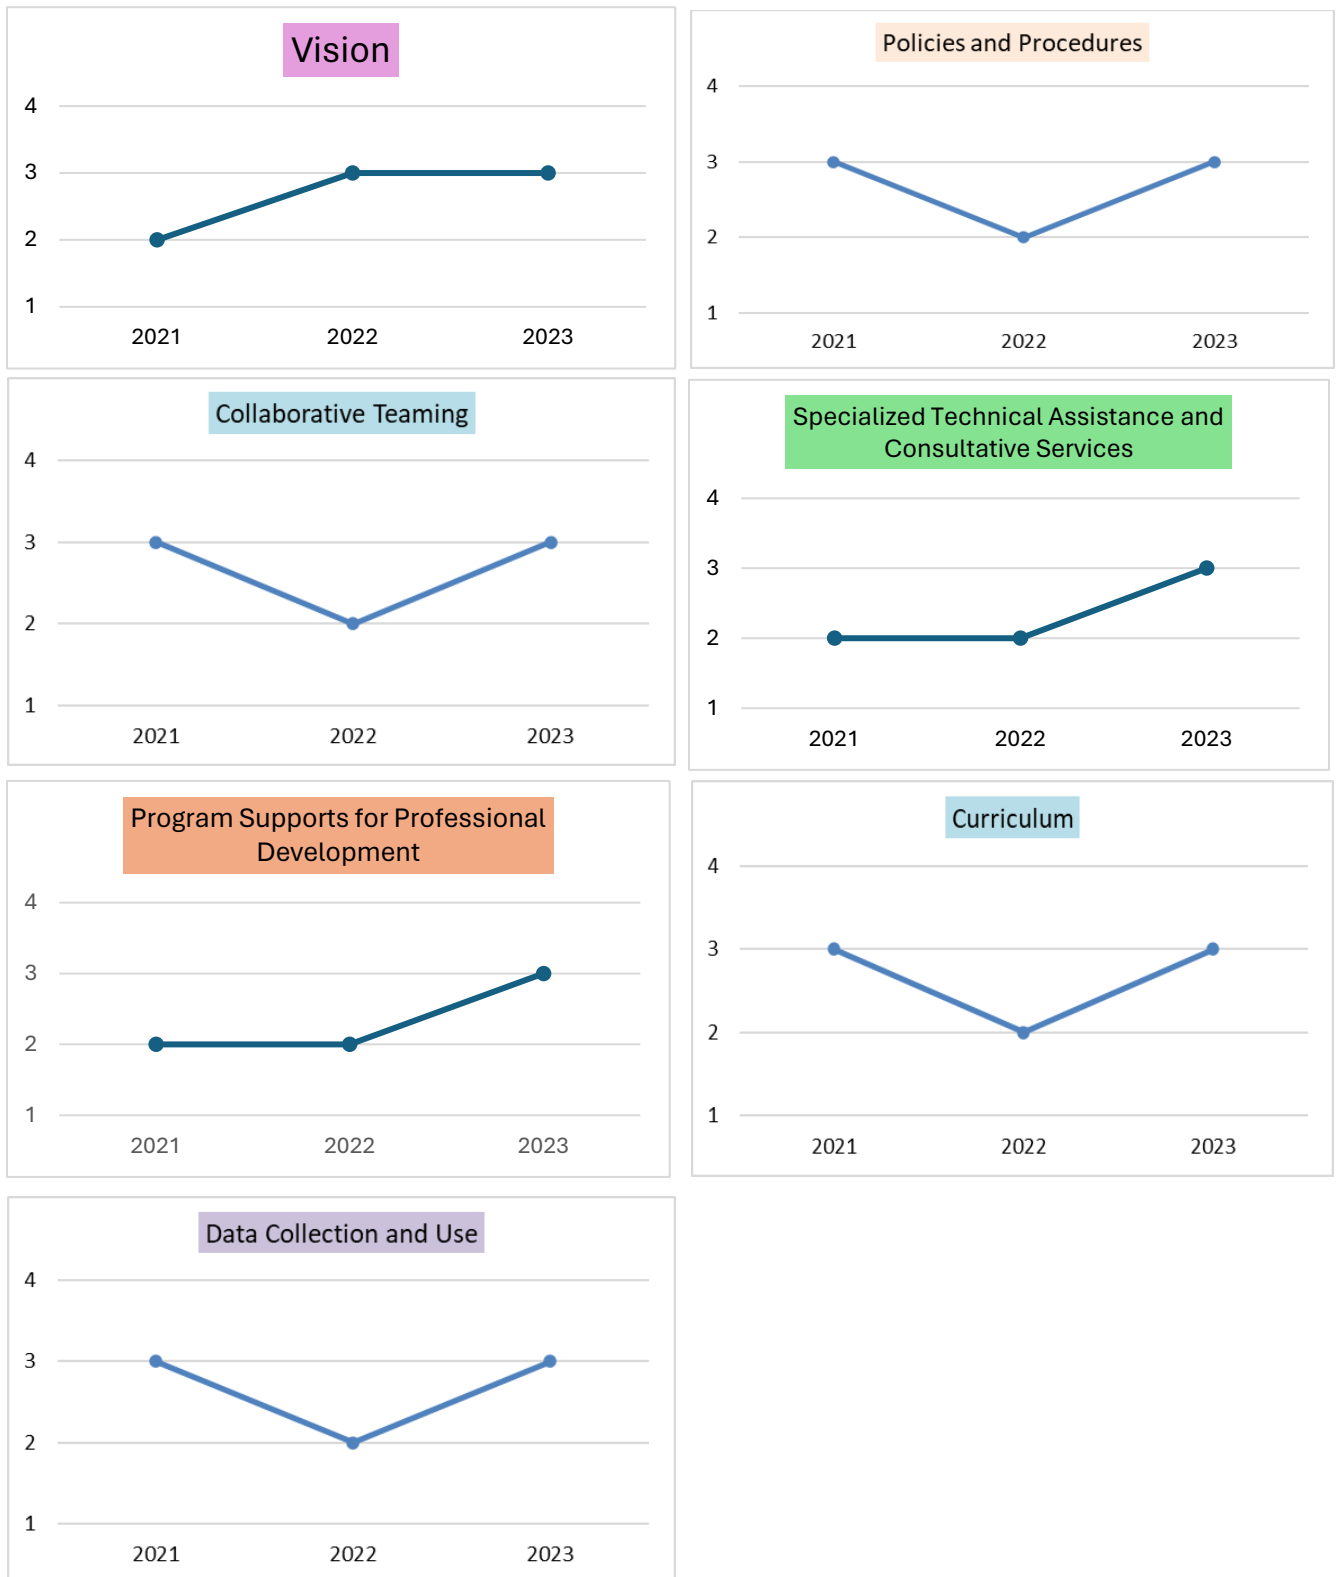 Vision
4
3
2
1
2021 2022 2023
Policies and Procedures
4
3
2
1
2021 2022 2023
Collaborative Teaming
4
3
2
1
2021 2022 2023
Specialized Technical Assistance and
Consultative Services
4
3
2
1
2021 2022 2023
Program Supports for Professional
Development
4
3
2
1
2021 2022 2023
Curriculum
4
3
2
1
2021 2022 2023
Data Collection and Use
4
3
2
1
2021 2022 2023